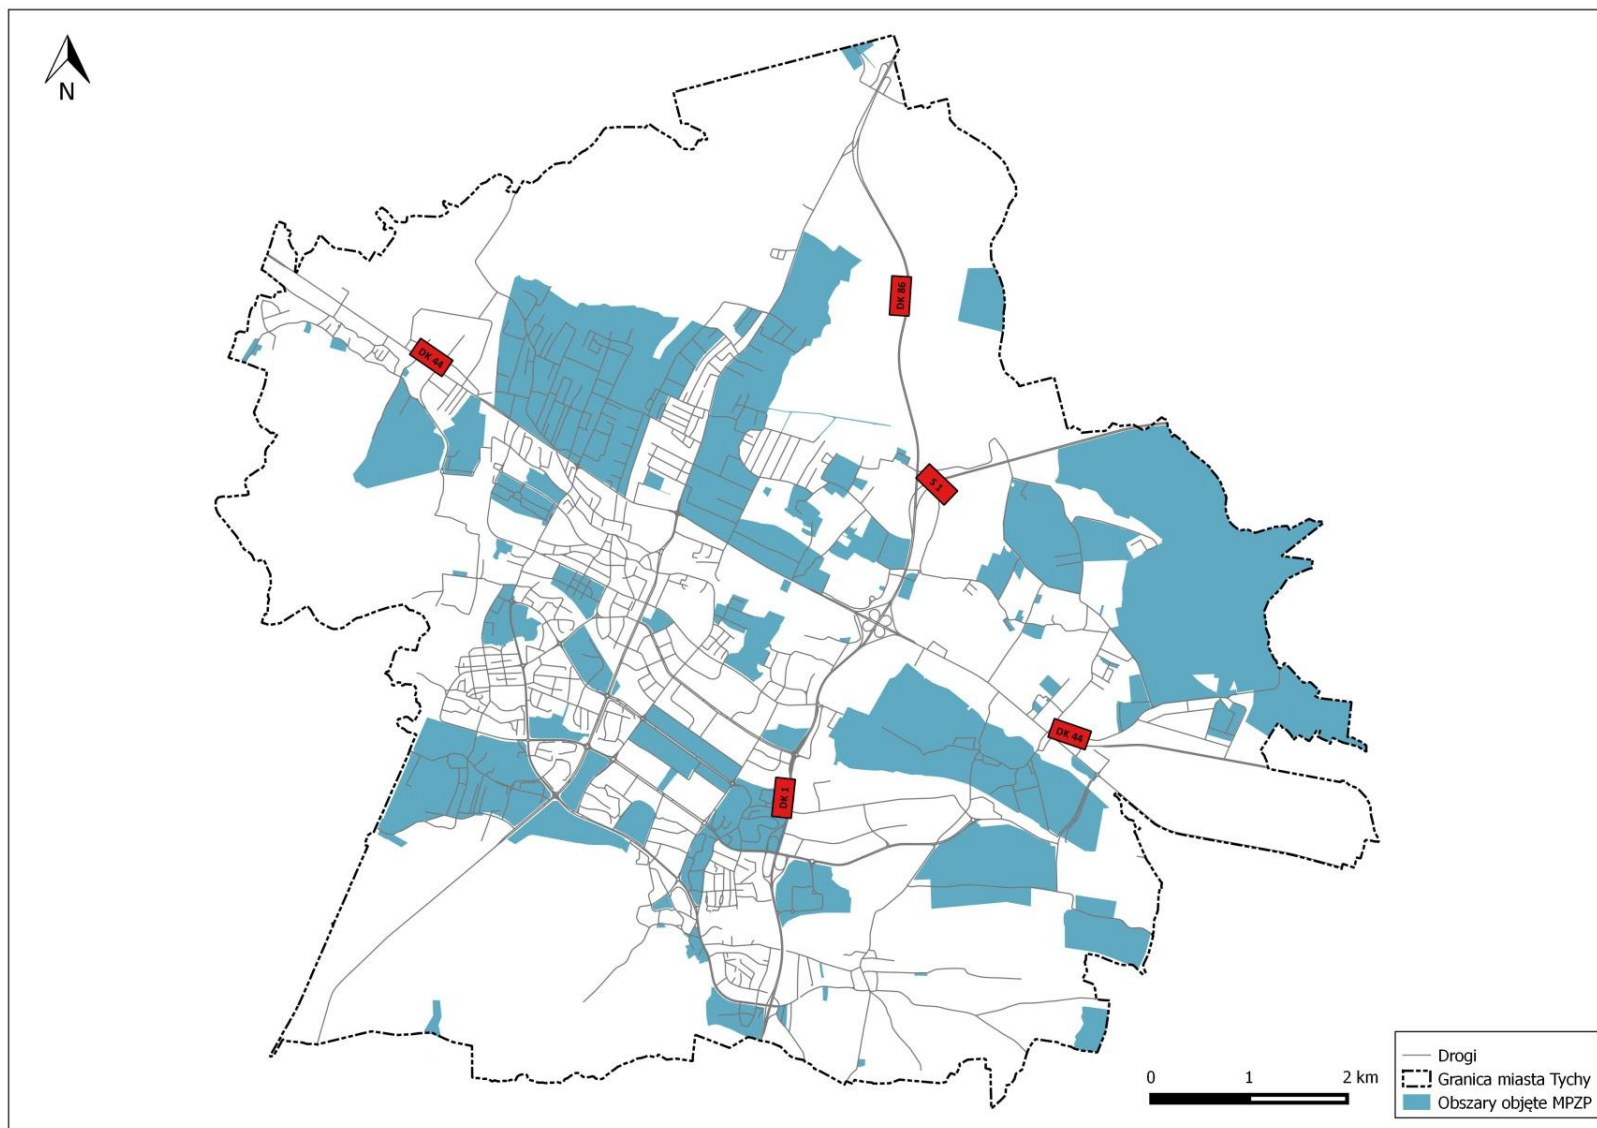 N
DK 86
DK 44
S 1
DK 44
DK 1
0 1 2 km
Drogi
Granica miasta Tychy
Obszary objęte MPZP